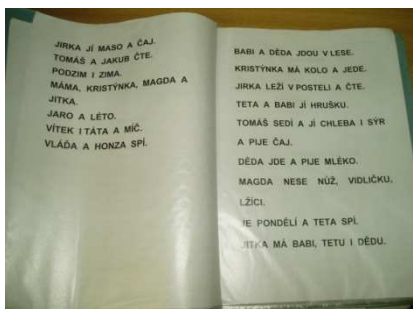 JIRKA JÍ MASO A ČAJ.
TOMÁŠ A JAKUB ČTE.
PODZIM I ZIMA.
MÁMA, KRISTÝNKA, MAGDA A
JITKA.
JARO A LÉTO.
VÍTEK I TÁTA A MÍČ.
VLÁĎA A HONZA SPÍ.
BABI A DĚDA JDOU V LESE.
KRISTÝNKA MÁ KOLO A JEDE.
JIRKA LEŽÍ V POSTELI A ČTE.
TETA A BABI JÍ HRUŠKU.
TOMÁŠ SEDÍ A JÍ CHLEBA I SÝR
A PIJE ČAJ.
DĚDA JDE A PIJE MLÉKO.
MAGDA NESE NŮŽ, VIDLIČKU,
LŽÍCI.
JE PONDĚLÍ A TETA SPÍ.
JITKA MÁ BABI, TETU I DĚDU.